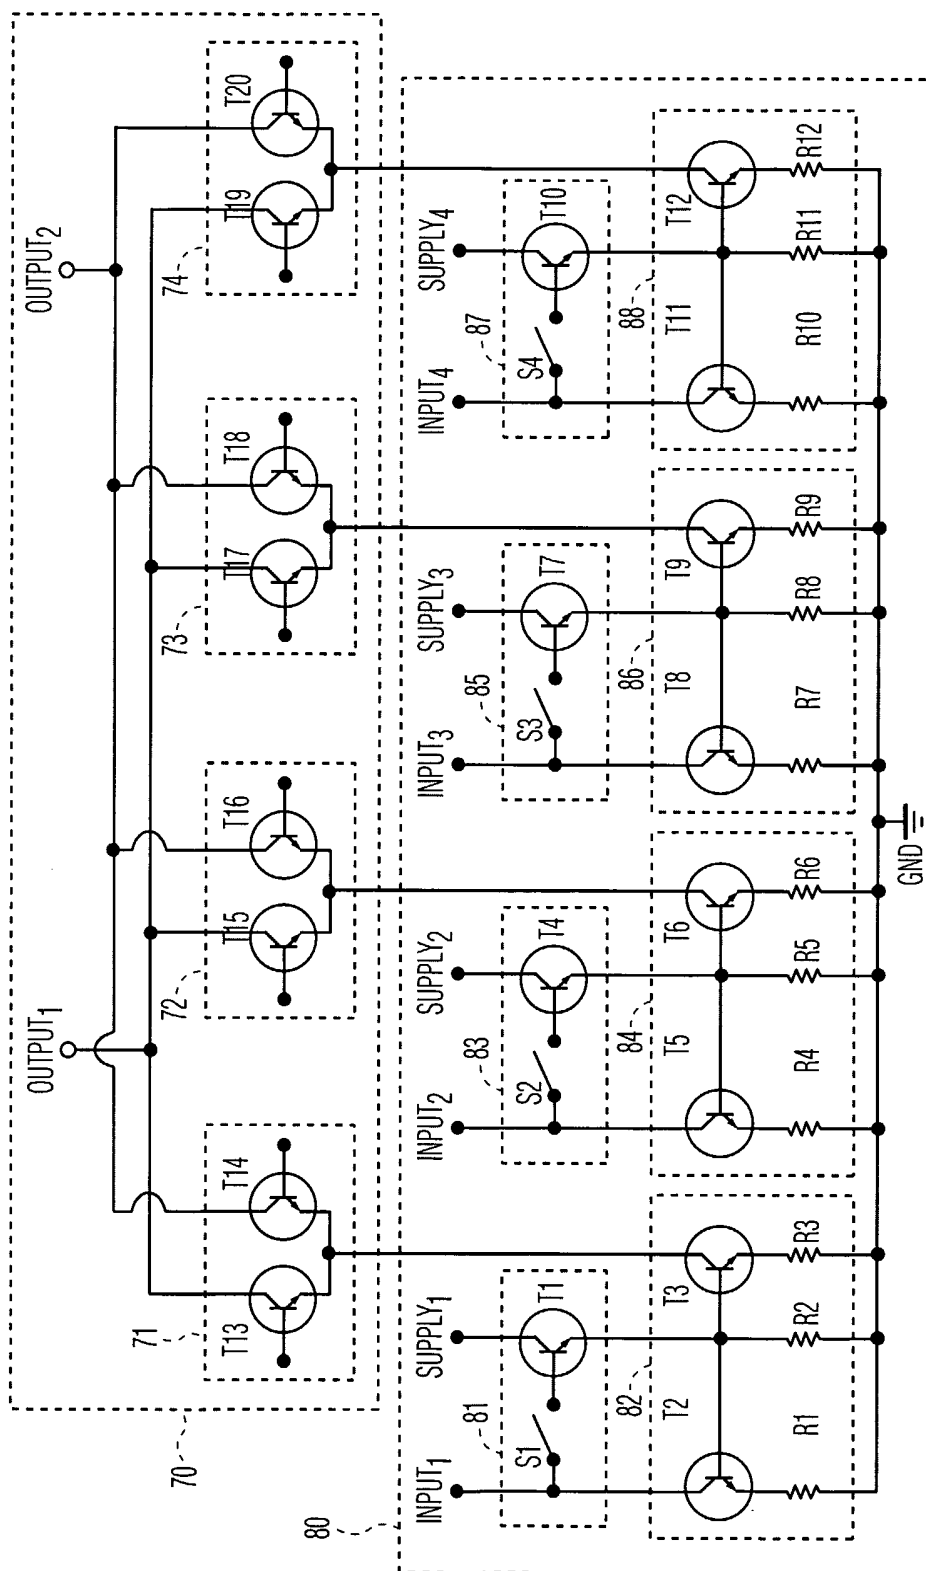 OUTPUT1
OUTPUT2
70
71
T13
T14
72
T15
T16
73
T17
T18
74
T19
T20
80
INPUT1
SUPPLY1
INPUT2
SUPPLY2
INPUT3
SUPPLY3
INPUT4
SUPPLY4
81
S1
T1
83
S2
T4
85
S3
T7
87
S4
T10
82
T2
T3
84
T5
T6
86
T8
T9
88
T11
T12
R1
R2
R3
R4
R5
R6
R7
R8
R9
R10
R11
R12
GND